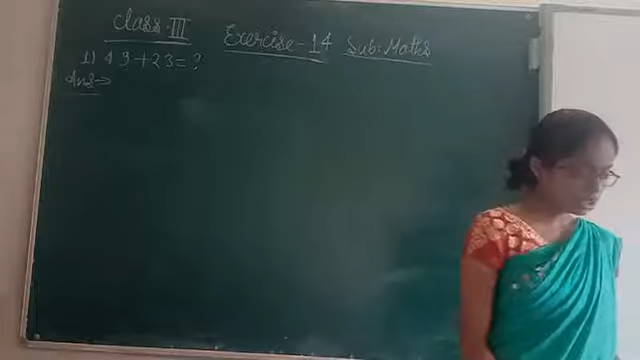 Class-III Exercise-14 Sub:Maths
1) 43+23=?
Ans→